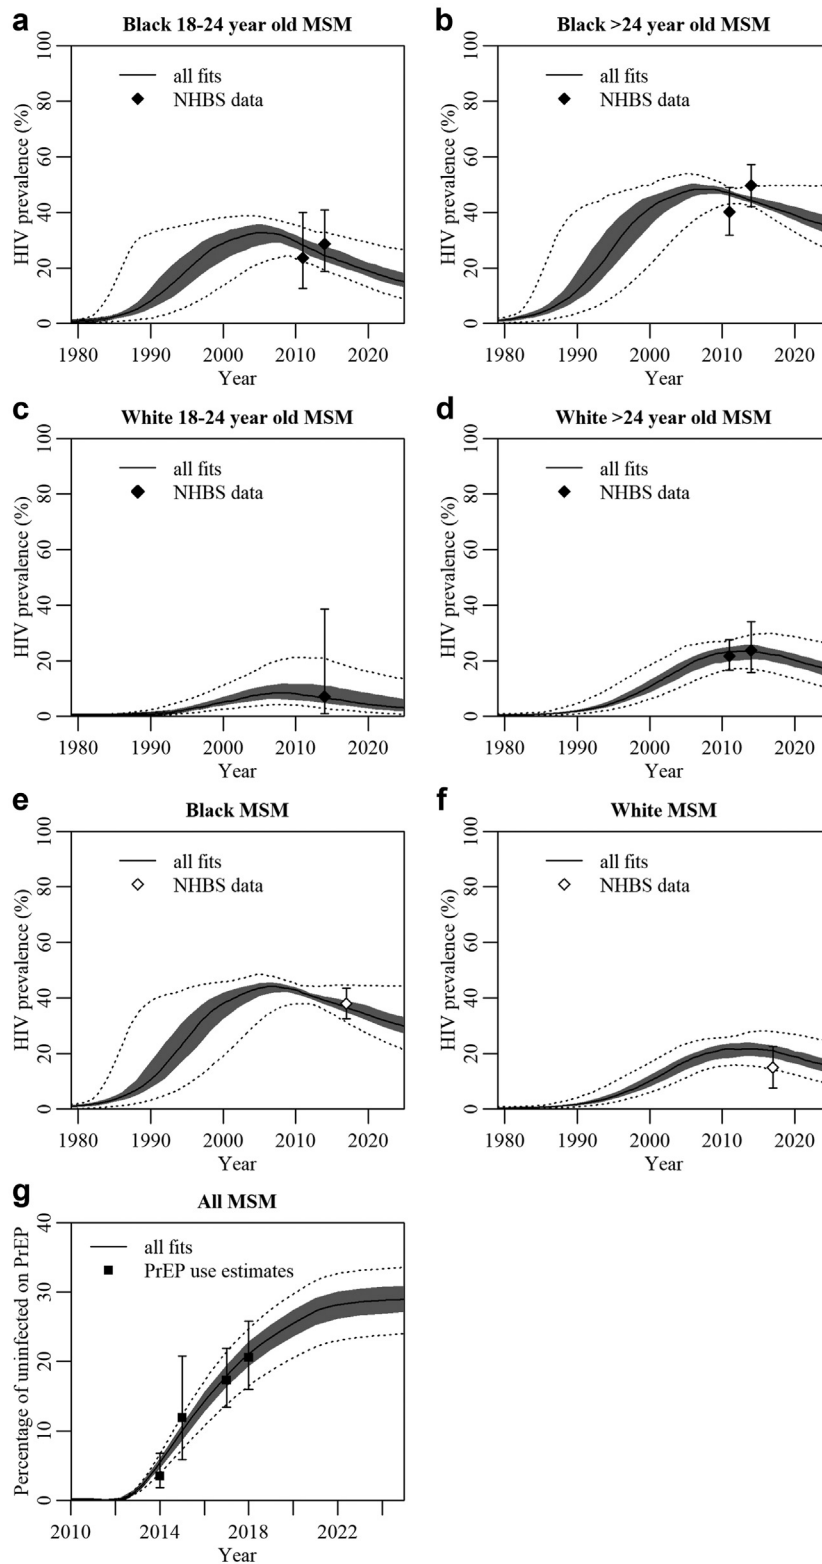 a
Black 18-24 year old MSM
all fits
NHBS data
HIV prevalence (%)
0 20 40 60 80 100
1980 1990 2000 2010 2020
Year
b
Black >24 year old MSM
all fits
NHBS data
HIV prevalence (%)
0 20 40 60 80 100
1980 1990 2000 2010 2020
Year
c
White 18-24 year old MSM
all fits
NHBS data
HIV prevalence (%)
0 20 40 60 80 100
1980 1990 2000 2010 2020
Year
d
White >24 year old MSM
all fits
NHBS data
HIV prevalence (%)
0 20 40 60 80 100
1980 1990 2000 2010 2020
Year
e
Black MSM
all fits
NHBS data
HIV prevalence (%)
0 20 40 60 80 100
1980 1990 2000 2010 2020
Year
f
White MSM
all fits
NHBS data
HIV prevalence (%)
0 20 40 60 80 100
1980 1990 2000 2010 2020
Year
g
All MSM
all fits
PrEP use estimates
Percentage of uninfected on PrEP
0 10 20 30 40
2010 2014 2018 2022
Year